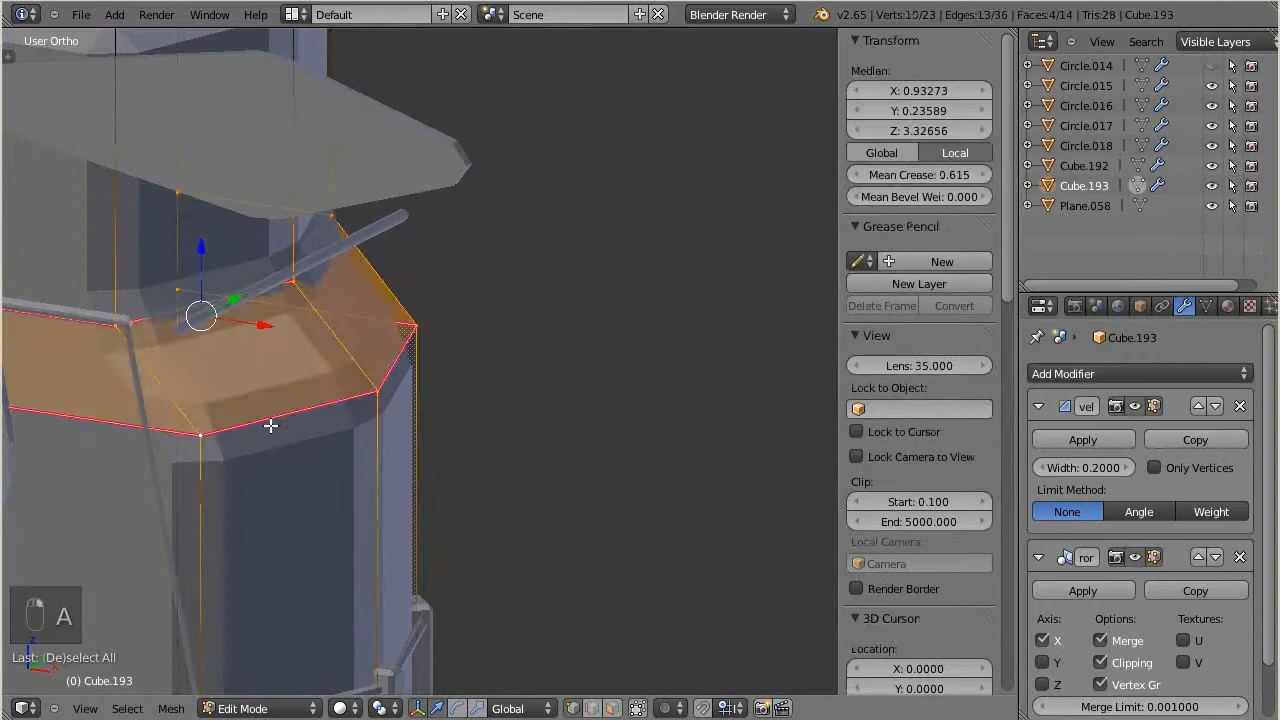 File Add Render Window Help Default Scene Blender Render v2.65 | Verts:15/23 | Edges:13/36 | Faces:4/14 | Tris:28 | Cube.193
User Ortho
Transform
Median:
X: 0.93273
Y: 0.23589
Z: 3.32656
Global Local
Mean Crease: 0.615
Mean Bevel Wei: 0.000
Grease Pencil
New
New Layer
Delete Frame Convert
View
Lens: 35.000
Lock to Object:
Lock to Cursor
Lock Camera to View
Clip:
Start: 0.100
End: 5000.000
Local Camera:
Camera
Render Border
3D Cursor
Location:
X: 0.0000
Y: 0.0000
View Search Visible Layers
Circle.014
Circle.015
Circle.016
Circle.017
Circle.018
Cube.192
Cube.193
Plane.058
Cube.193
Add Modifier
vel
Apply Copy
Width: 0.2000 Only Vertices
Limit Method:
None Angle Weight
ror
Apply Copy
Axis: Options: Textures:
X Merge U
Y Clipping V
Z Vertex Gr
Merge Limit: 0.001000
A
Last: (De)select All
z
x
(0) Cube.193
View Select Mesh Edit Mode Global